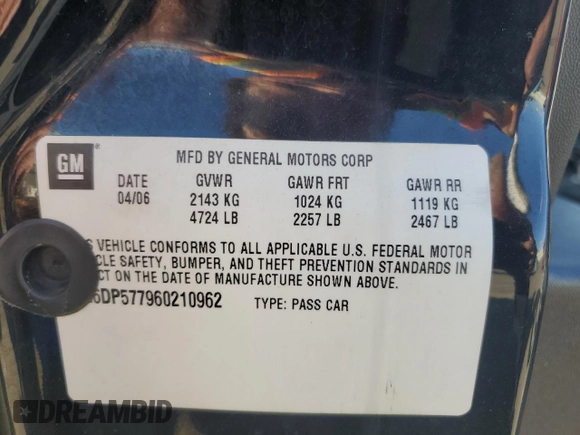 GM
MFD BY GENERAL MOTORS CORP
DATE GVWR GAWR FRT GAWR RR
04/06 2143 KG 1024 KG 1119 KG
4724 LB 2257 LB 2467 LB
VEHICLE CONFORMS TO ALL APPLICABLE U.S. FEDERAL MOTOR
SAFETY, BUMPER, AND THEFT PREVENTION STANDARDS IN
ON THE DATE OF MANUFACTURE SHOWN ABOVE.
6DP577960210962 TYPE: PASS CAR
DREAMBID